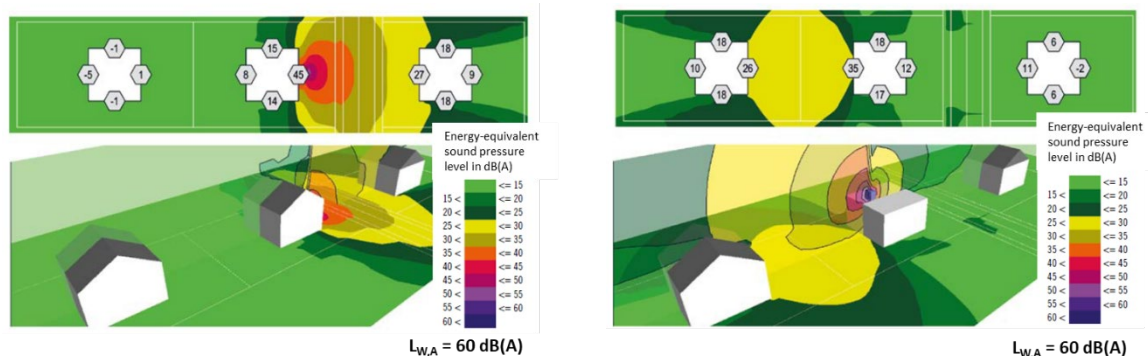 -1
-5 1
-1
15
8 45
14
18
27 9
18
Energy-equivalent
sound pressure
level in dB(A)
<= 15
15 < <= 20
20 < <= 25
25 < <= 30
30 < <= 35
35 < <= 40
40 < <= 45
45 < <= 50
50 < <= 55
55 < <= 60
60 <
LW,A = 60 dB(A)
18
10 26
18
18
35 12
17
6
11 -2
6
Energy-equivalent
sound pressure
level in dB(A)
<= 15
15 < <= 20
20 < <= 25
25 < <= 30
30 < <= 35
35 < <= 40
40 < <= 45
45 < <= 50
50 < <= 55
55 < <= 60
60 <
LW,A = 60 dB(A)